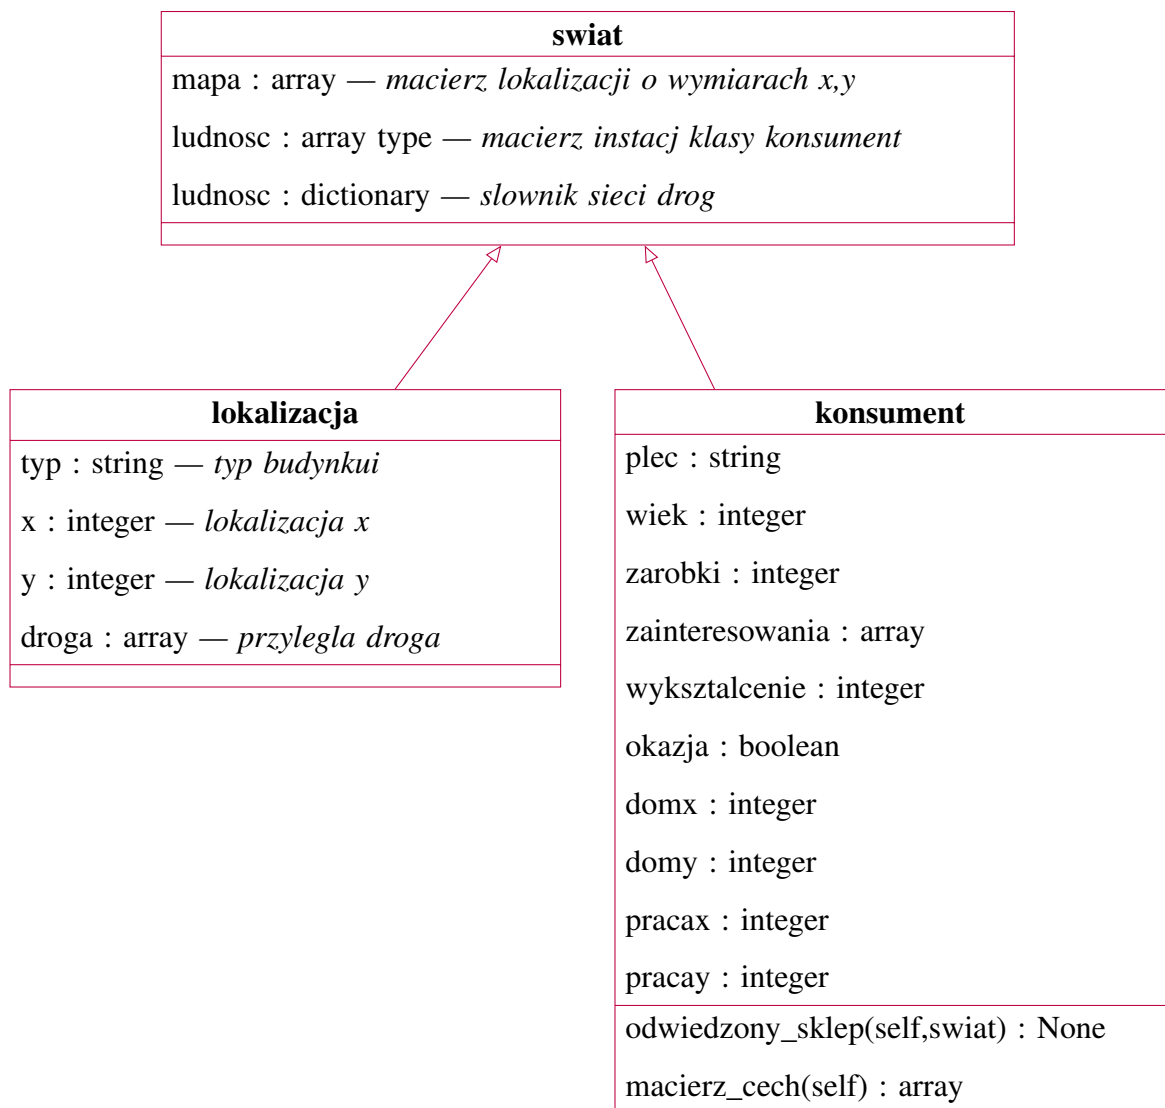 swiat
mapa : array — macierz lokalizacji o wymiarach x,y
ludnosc : array type — macierz instacj klasy konsument
ludnosc : dictionary — slownik sieci drog
lokalizacja
typ : string — typ budynkui
x : integer — lokalizacja x
y : integer — lokalizacja y
droga : array — przylegla droga
konsument
plec : string
wiek : integer
zarobki : integer
zainteresowania : array
wyksztalcenie : integer
okazja : boolean
domx : integer
domy : integer
pracax : integer
pracay : integer
odwiedzony_sklep(self,swiat) : None
macierz_cech(self) : array